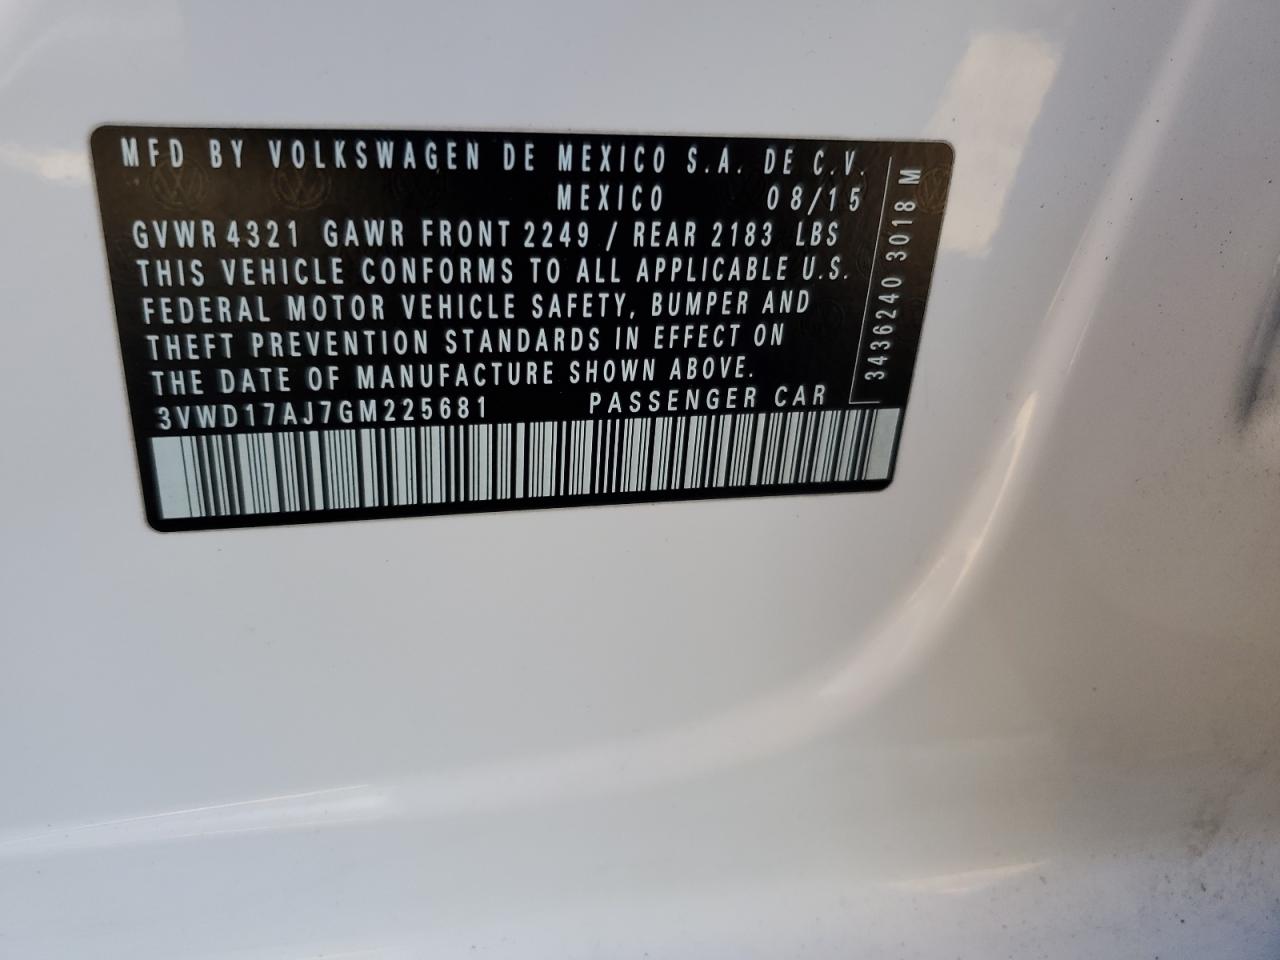 MFD BY VOLKSWAGEN DE MEXICO S.A. DE C.V.
MEXICO 08/15
GVWR 4321 GAWR FRONT 2249 / REAR 2183 LBS
THIS VEHICLE CONFORMS TO ALL APPLICABLE U.S.
FEDERAL MOTOR VEHICLE SAFETY, BUMPER AND
THEFT PREVENTION STANDARDS IN EFFECT ON
THE DATE OF MANUFACTURE SHOWN ABOVE.
3VWD17AJ7GM225681 PASSENGER CAR
3436240 3018 M